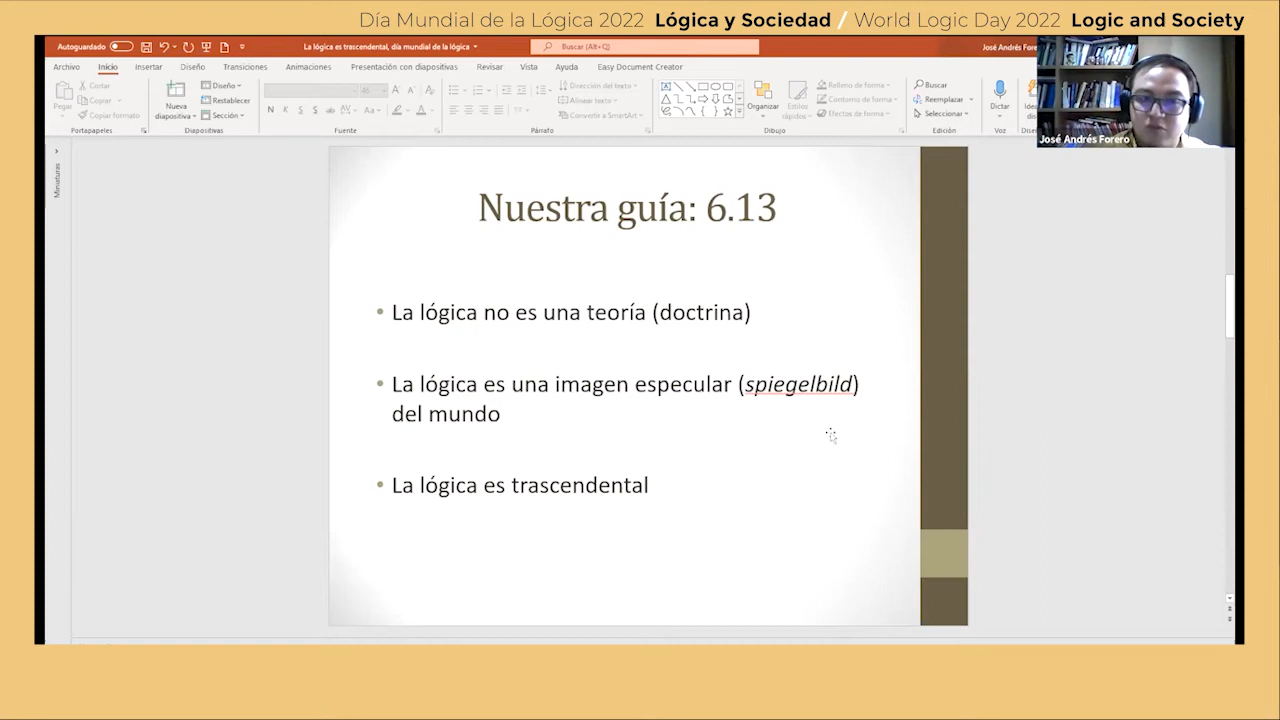 Día Mundial de la Lógica 2022 Lógica y Sociedad / World Logic Day 2022 Logic and Society
Autoguardado La lógica es trascendental, día mundial de la lógica Buscar (Alt+Q) José Andrés Fore
Archivo Inicio Insertar Diseño Transiciones Animaciones Presentación con diapositivas Revisar Vista Ayuda Easy Document Creator
Cortar Diseño Dirección del texto Relleno de forma Buscar
Copiar Restablecer Alinear texto Contorno de forma Reemplazar
Pegar Copiar formato Nueva diapositiva Sección N K S S Aa A Convertir a SmartArt Organizar Estilos rápidos Efectos de forma Seleccionar Dictar
Portapapeles Diapositivas Fuente Párrafo Dibujo Edición Voz
José Andrés Forero
Miniaturas
Nuestra guía: 6.13
• La lógica no es una teoría (doctrina)
• La lógica es una imagen especular (spiegelbild)
del mundo
• La lógica es trascendental